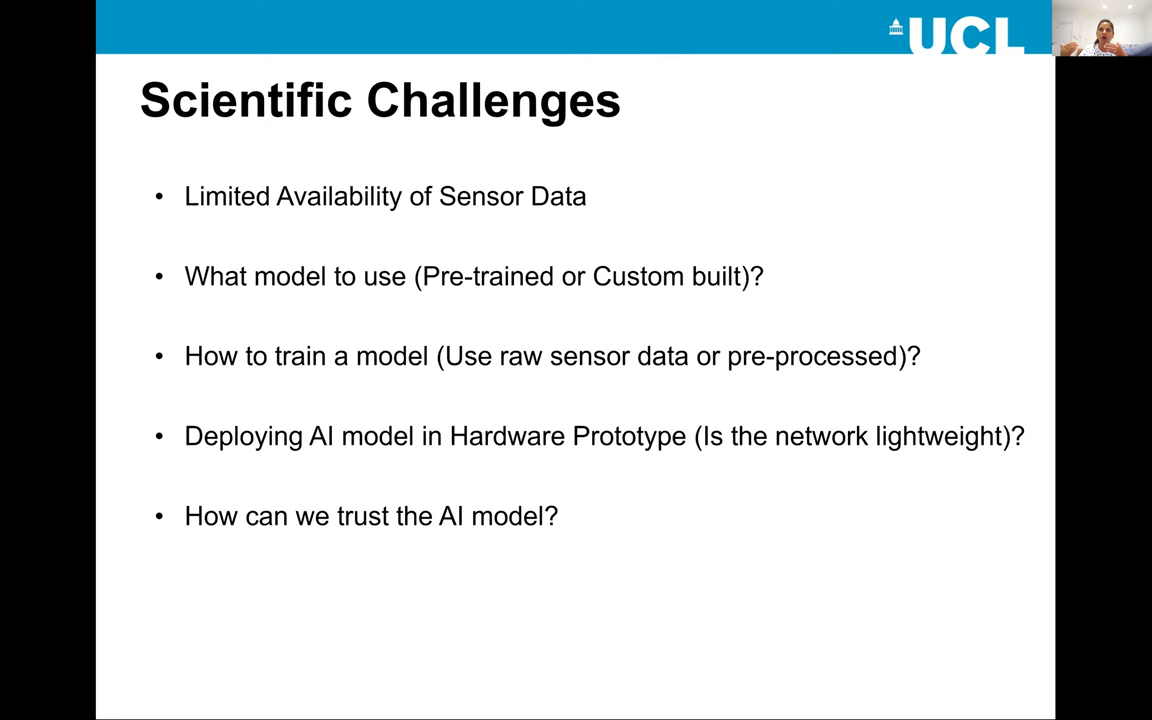 UCL
Scientific Challenges
• Limited Availability of Sensor Data
• What model to use (Pre-trained or Custom built)?
• How to train a model (Use raw sensor data or pre-processed)?
• Deploying AI model in Hardware Prototype (Is the network lightweight)?
• How can we trust the AI model?